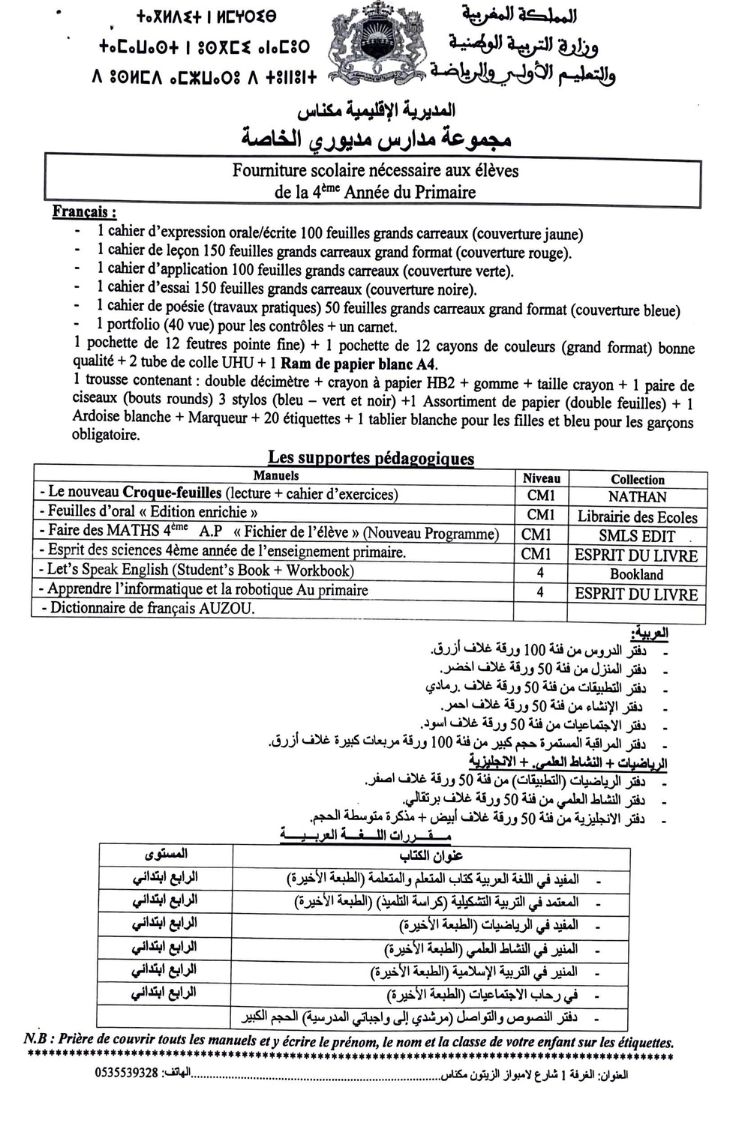 ⵜⴰⴳⵍⴷⵉⵜ ⵏ ⵍⵎⵖⵔⵉⴱ
ⵜⴰⵎⴰⵡⴰⵙⵜ ⵏ ⵓⵙⴳⵎⵉ ⴰⵏⴰⵎⵓⵔ
ⴷ ⵓⵙⵍⵎⴷ ⴰⵎⵣⵡⴰⵔⵓ ⴷ ⵜⵓⵏⵏⵓⵏⵜ
المملكة المغربية
وزارة التربية الوطنية
والتعليم الأولي والرياضة
المديرية الإقليمية مكناس
مجموعة مدارس مديوري الخاصة
Fourniture scolaire nécessaire aux élèves
de la 4ème Année du Primaire
Français :
- 1 cahier d'expression orale/écrite 100 feuilles grands carreaux (couverture jaune)
- 1 cahier de leçon 150 feuilles grands carreaux grand format (couverture rouge).
- 1 cahier d'application 100 feuilles grands carreaux (couverture verte).
- 1 cahier d'essai 150 feuilles grands carreaux (couverture noire).
- 1 cahier de poésie (travaux pratiques) 50 feuilles grands carreaux grand format (couverture bleue)
- 1 portfolio (40 vue) pour les contrôles + un carnet.
1 pochette de 12 feutres pointe fine) + 1 pochette de 12 cayons de couleurs (grand format) bonne
qualité + 2 tube de colle UHU + 1 Ram de papier blanc A4.
1 trousse contenant : double décimètre + crayon à papier HB2 + gomme + taille crayon + 1 paire de
ciseaux (bouts rounds) 3 stylos (bleu – vert et noir) +1 Assortiment de papier (double feuilles) + 1
Ardoise blanche + Marqueur + 20 étiquettes + 1 tablier blanche pour les filles et bleu pour les garçons
obligatoire.
Les supportes pédagogiques
Manuels Niveau Collection
- Le nouveau Croque-feuilles (lecture + cahier d'exercices) CM1 NATHAN
- Feuilles d'oral « Edition enrichie » CM1 Librairie des Ecoles
- Faire des MATHS 4ème A.P « Fichier de l'élève » (Nouveau Programme) CM1 SMLS EDIT
- Esprit des sciences 4ème année de l'enseignement primaire. CM1 ESPRIT DU LIVRE
- Let's Speak English (Student's Book + Workbook) 4 Bookland
- Apprendre l'informatique et la robotique Au primaire 4 ESPRIT DU LIVRE
- Dictionnaire de français AUZOU.
العربية:
- دفتر الدروس من فئة 100 ورقة غلاف أزرق.
- دفتر المنزل من فئة 50 ورقة غلاف اخضر.
- دفتر التطبيقات من فئة 50 ورقة غلاف .رمادي
- دفتر الإنشاء من فئة 50 ورقة غلاف احمر.
- دفتر الاجتماعيات من فئة 50 ورقة غلاف اسود.
- دفتر المراقبة المستمرة حجم كبير من فئة 100 ورقة مربعات كبيرة غلاف أزرق.
الرياضيات + النشاط العلمي. + الانجليزية
- دفتر الرياضيات (التطبيقات) من فئة 50 ورقة غلاف اصفر.
- دفتر النشاط العلمي من فئة 50 ورقة غلاف برتقالي.
- دفتر الانجليزية من فئة 50 ورقة غلاف أبيض + مذكرة متوسطة الحجم.
مـقـــررات اللـــغـــة العربـيـــة
عنوان الكتاب المستوى
- المفيد في اللغة العربية كتاب المتعلم والمتعلمة (الطبعة الأخيرة) الرابع ابتدائي
- المعتمد في التربية التشكيلية (كراسة التلميذ) (الطبعة الأخيرة) الرابع ابتدائي
- المفيد في الرياضيات (الطبعة الأخيرة) الرابع ابتدائي
- المنير في النشاط العلمي (الطبعة الأخيرة) الرابع ابتدائي
- المنير في التربية الإسلامية (الطبعة الأخيرة) الرابع ابتدائي
- في رحاب الاجتماعيات (الطبعة الأخيرة) الرابع ابتدائي
- دفتر النصوص والتواصل (مرشدي إلى واجباتي المدرسية) الحجم الكبير
N.B : Prière de couvrir touts les manuels et y écrire le prénom, le nom et la classe de votre enfant sur les étiquettes.
العنوان: الغرفة 1 شارع لامبواز الزيتون مكناس......الهاتف: 0535539328